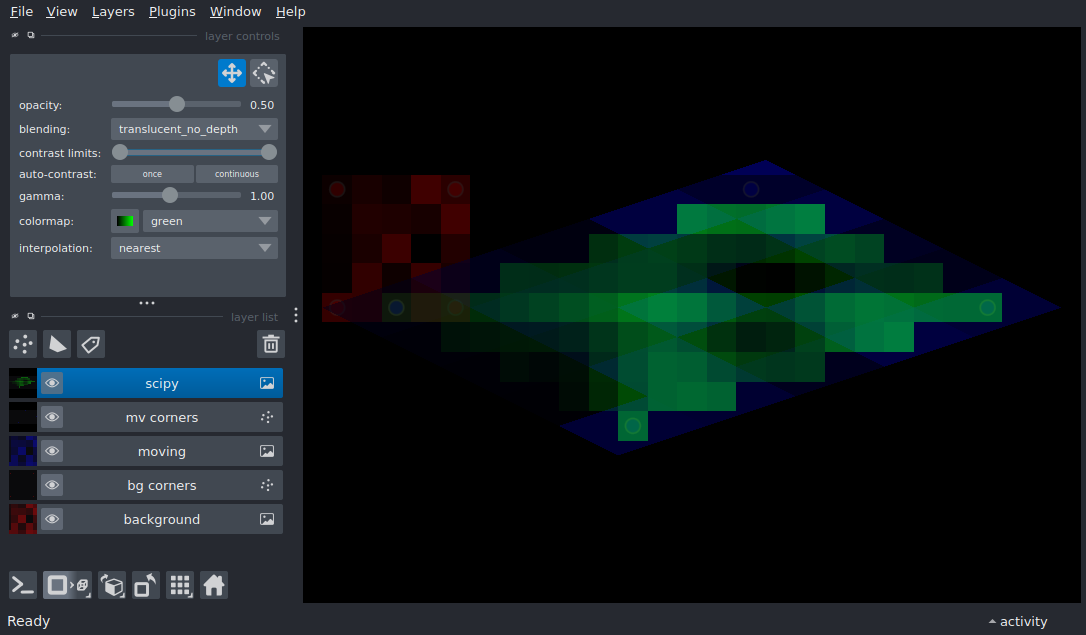 File View Layers Plugins Window Help
layer controls
opacity: 0.50
blending: translucent_no_depth
contrast limits:
auto-contrast: once continuous
gamma: 1.00
colormap: green
interpolation: nearest
layer list
scipy
mv corners
moving
bg corners
background
Ready activity